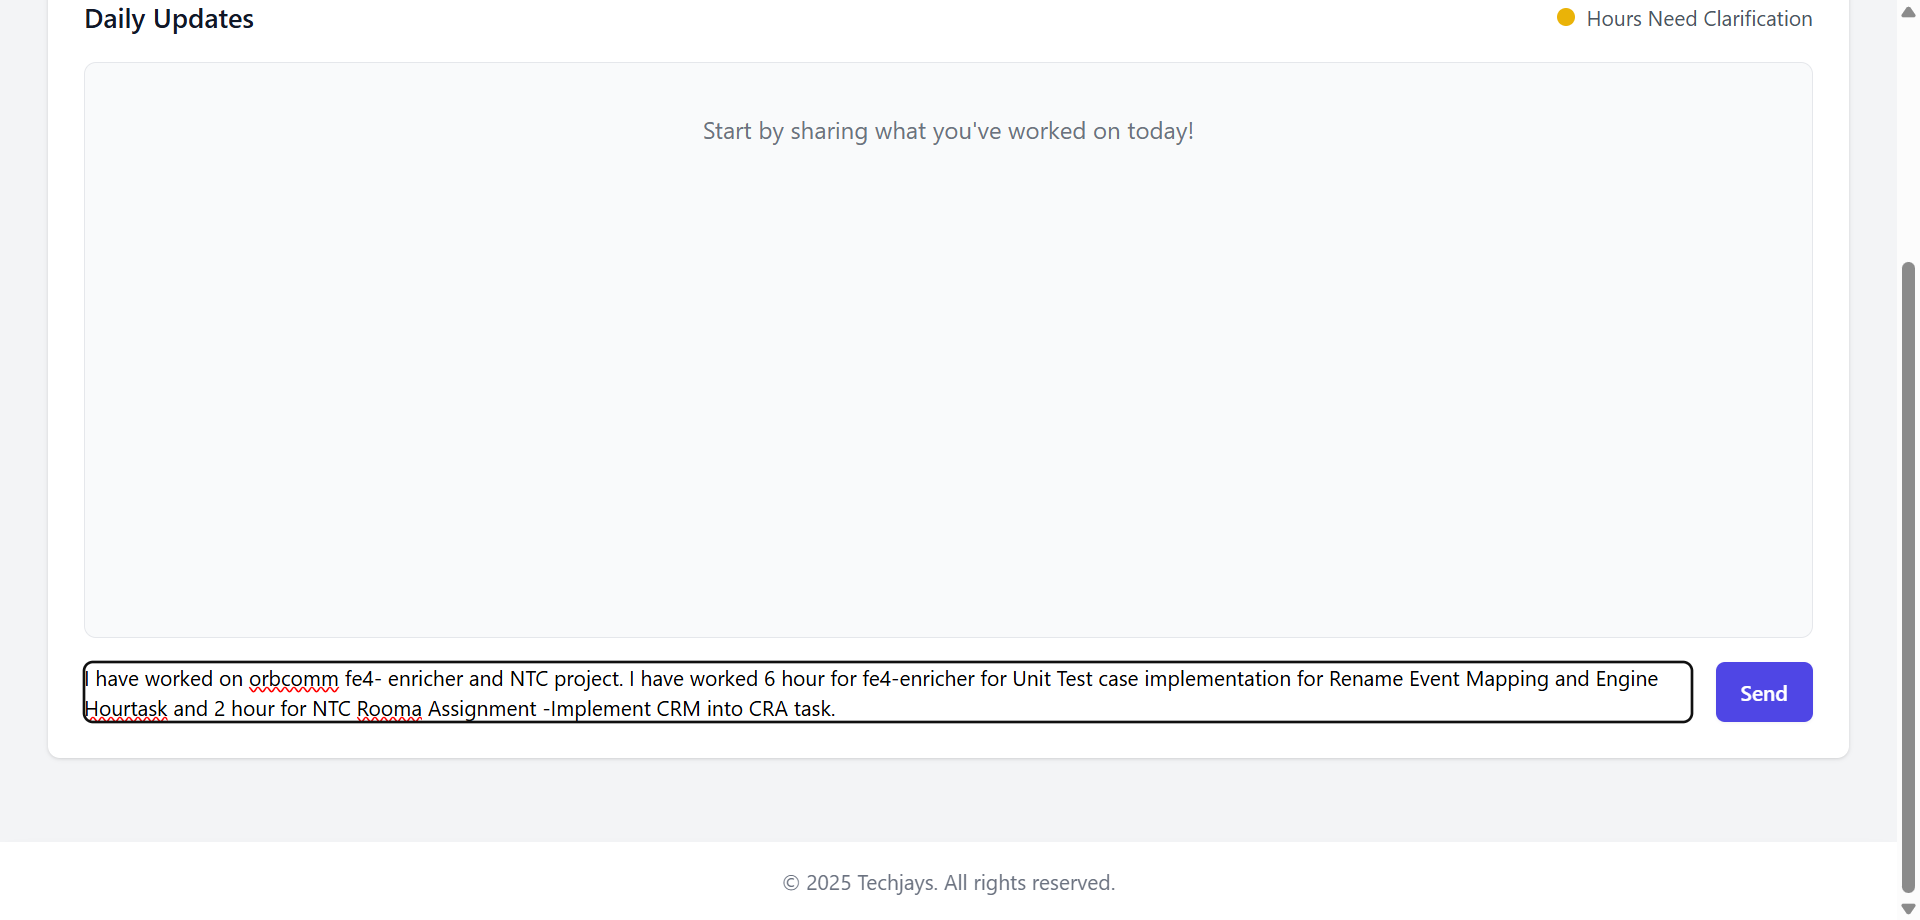 Daily Updates
Hours Need Clarification
Start by sharing what you've worked on today!
I have worked on orbcomm fe4- enricher and NTC project. I have worked 6 hour for fe4-enricher for Unit Test case implementation for Rename Event Mapping and Engine
Hourtask and 2 hour for NTC Rooma Assignment -Implement CRM into CRA task.
Send
© 2025 Techjays. All rights reserved.